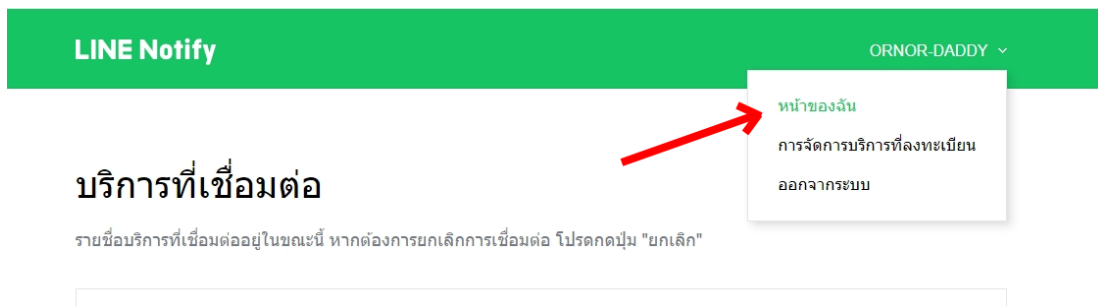 LINE Notify
ORNOR-DADDY
หน้าของฉัน
การจัดการบริการที่ลงทะเบียน
ออกจากระบบ
บริการที่เชื่อมต่อ
รายชื่อบริการที่เชื่อมต่ออยู่ในขณะนี้ หากต้องการยกเลิกการเชื่อมต่อ โปรดกดปุ่ม "ยกเลิก"